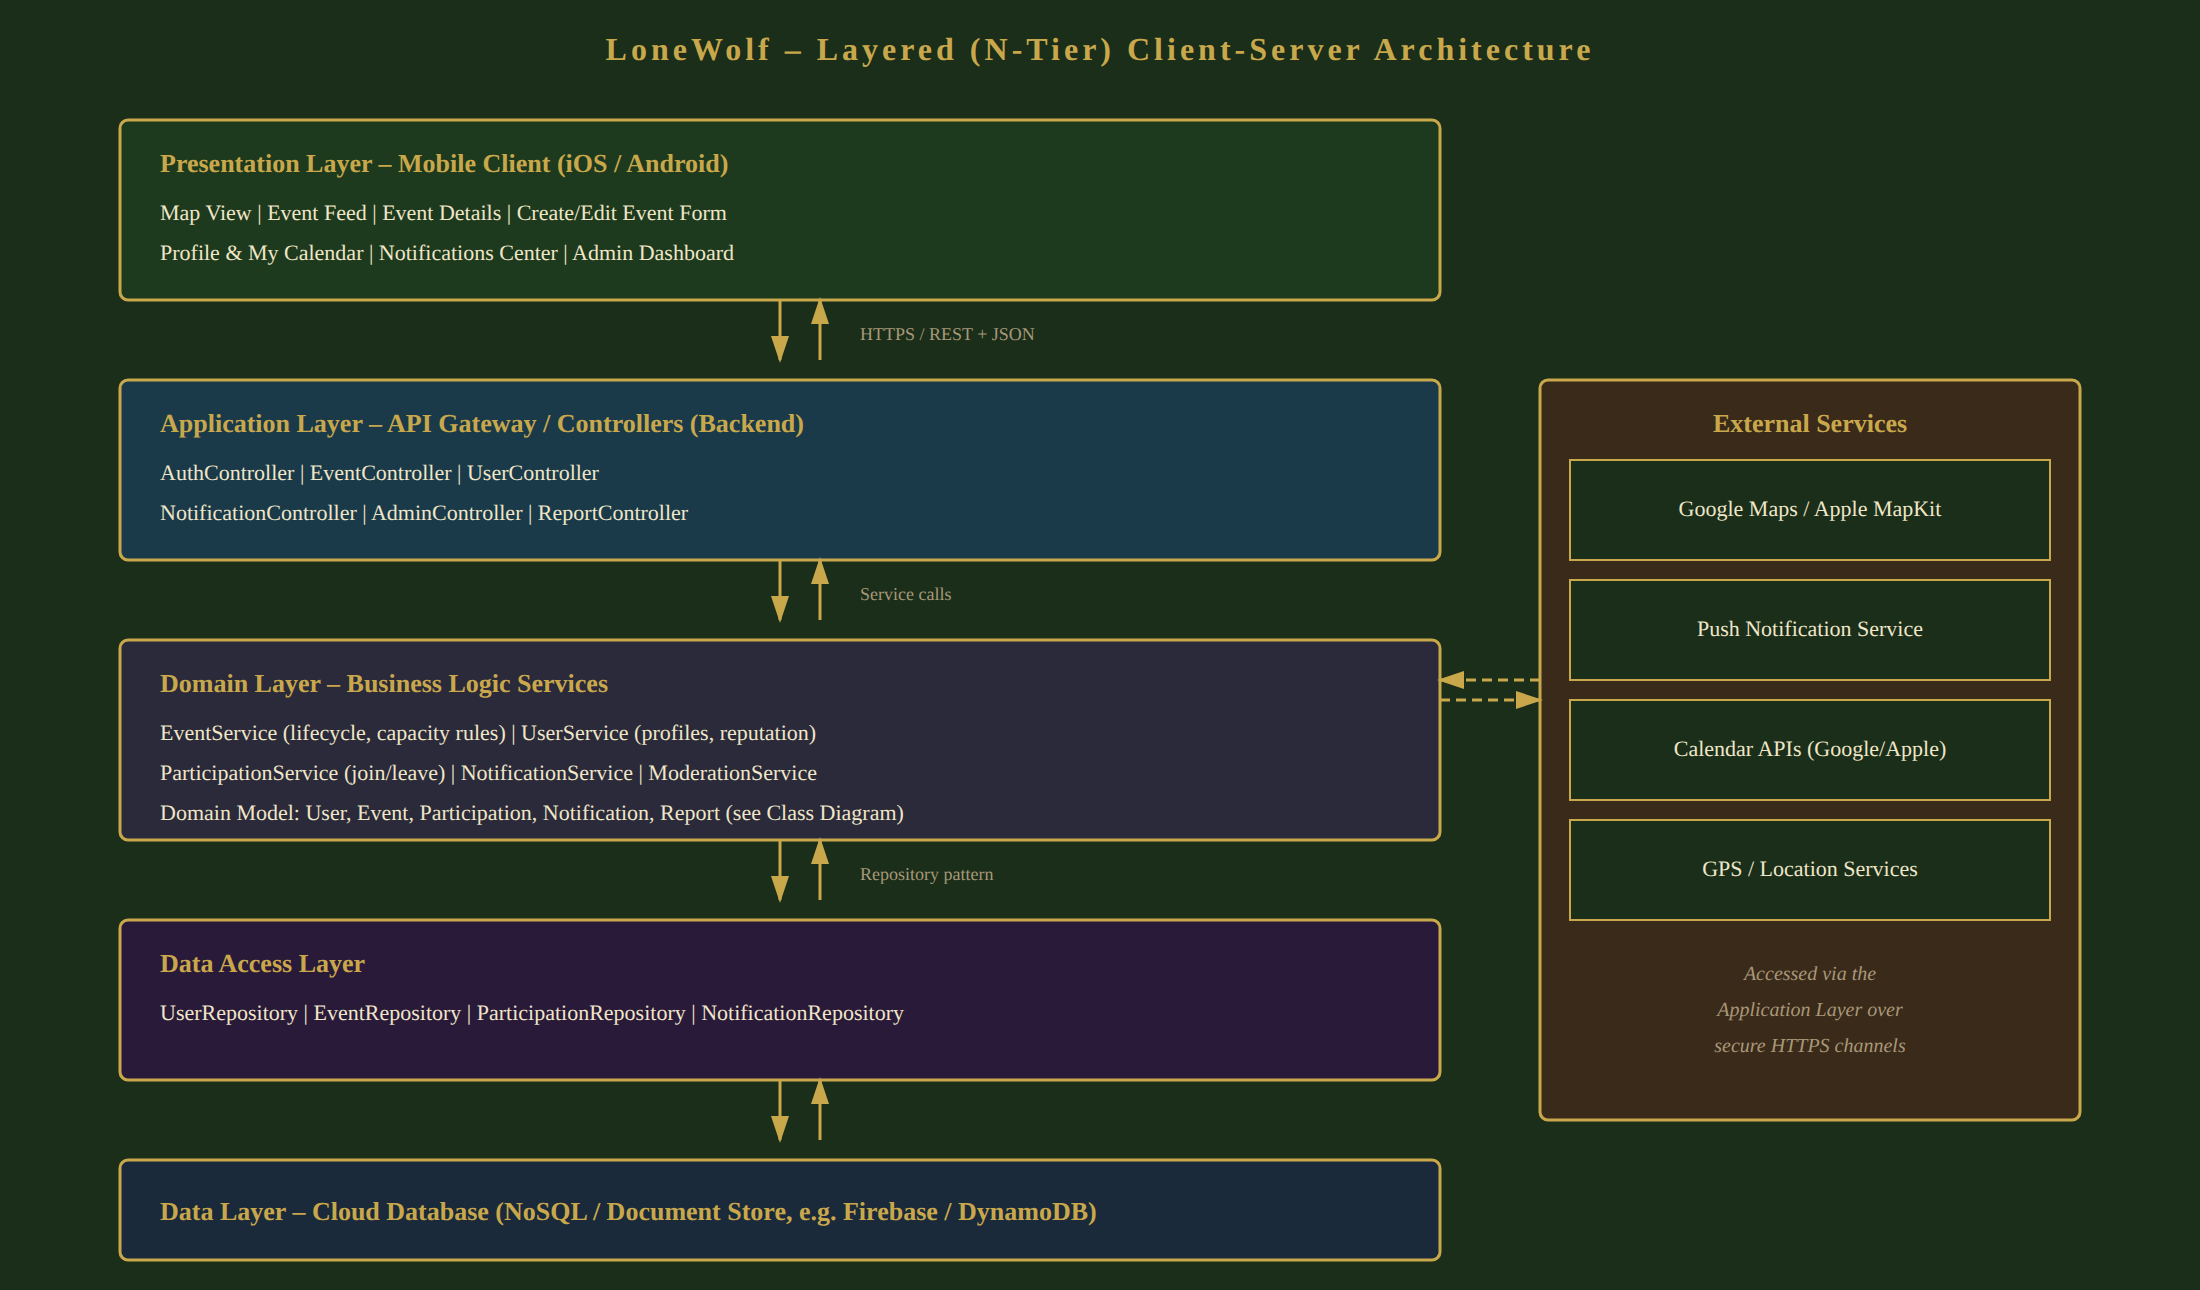 LoneWolf – Layered (N-Tier) Client-Server Architecture
Presentation Layer – Mobile Client (iOS / Android)
Map View | Event Feed | Event Details | Create/Edit Event Form
Profile & My Calendar | Notifications Center | Admin Dashboard
HTTPS / REST + JSON
Application Layer – API Gateway / Controllers (Backend)
AuthController | EventController | UserController
NotificationController | AdminController | ReportController
Service calls
Domain Layer – Business Logic Services
EventService (lifecycle, capacity rules) | UserService (profiles, reputation)
ParticipationService (join/leave) | NotificationService | ModerationService
Domain Model: User, Event, Participation, Notification, Report (see Class Diagram)
Repository pattern
Data Access Layer
UserRepository | EventRepository | ParticipationRepository | NotificationRepository
Data Layer – Cloud Database (NoSQL / Document Store, e.g. Firebase / DynamoDB)
External Services
Google Maps / Apple MapKit
Push Notification Service
Calendar APIs (Google/Apple)
GPS / Location Services
Accessed via the
Application Layer over
secure HTTPS channels